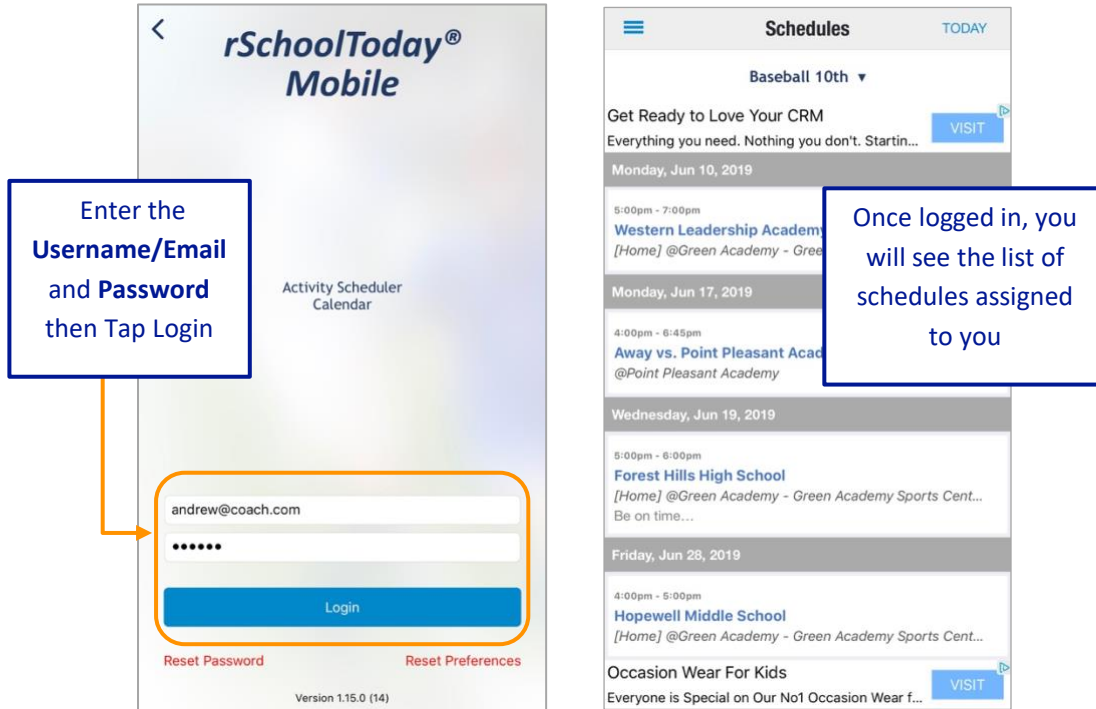 rSchoolToday®
Mobile
Enter the
Username/Email
and Password
then Tap Login
Activity Scheduler
Calendar
andrew@coach.com
••••••
Login
Reset Password Reset Preferences
Version 1.15.0 (14)
Schedules TODAY
Baseball 10th ▼
Get Ready to Love Your CRM
Everything you need. Nothing you don't. Startin...
VISIT
Monday, Jun 10, 2019
5:00pm - 7:00pm
Western Leadership Academy
[Home] @Green Academy - Gree
Monday, Jun 17, 2019
4:00pm - 6:45pm
Away vs. Point Pleasant Acad
@Point Pleasant Academy
Once logged in, you
will see the list of
schedules assigned
to you
Wednesday, Jun 19, 2019
5:00pm - 6:00pm
Forest Hills High School
[Home] @Green Academy - Green Academy Sports Cent...
Be on time...
Friday, Jun 28, 2019
4:00pm - 5:00pm
Hopewell Middle School
[Home] @Green Academy - Green Academy Sports Cent...
Occasion Wear For Kids
Everyone is Special on Our No1 Occasion Wear f...
VISIT